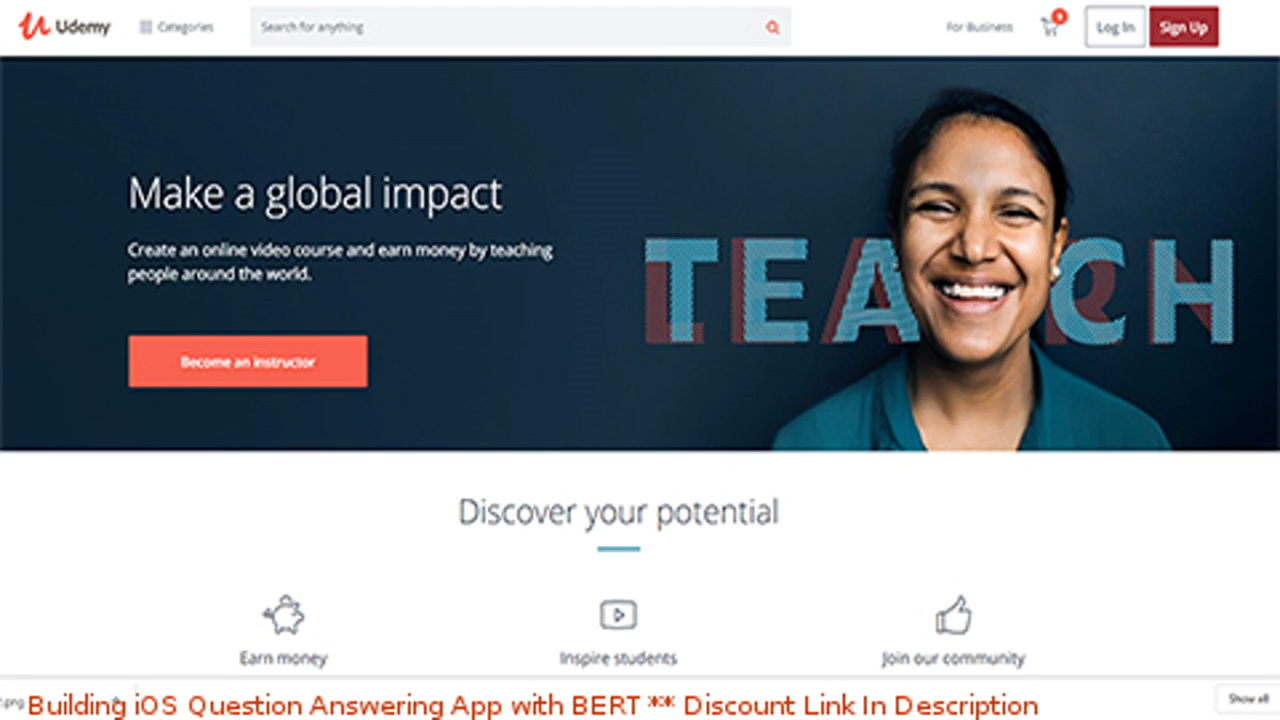 Udemy Categories Search for anything For Business Log In Sign Up
Make a global impact
Create an online video course and earn money by teaching
people around the world.
TEACH
Become an instructor
Discover your potential
Earn money Inspire students Join our community
Show all
Building iOS Question Answering App with BERT ** Discount Link In Description